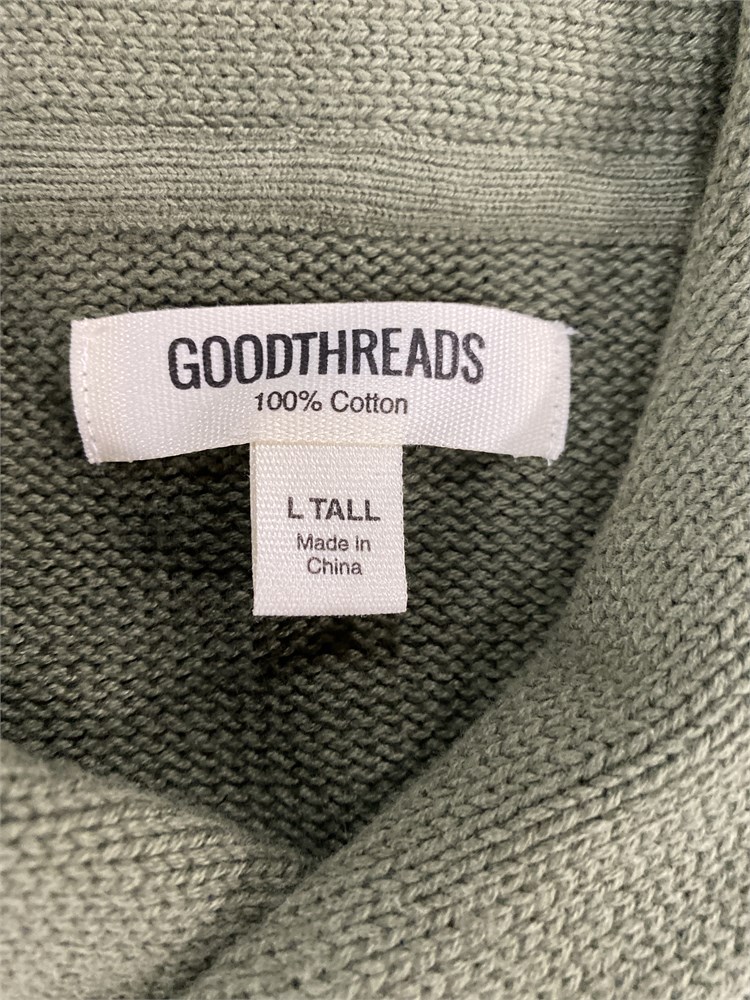 GOODTHREADS
100% Cotton
L TALL
Made in
China